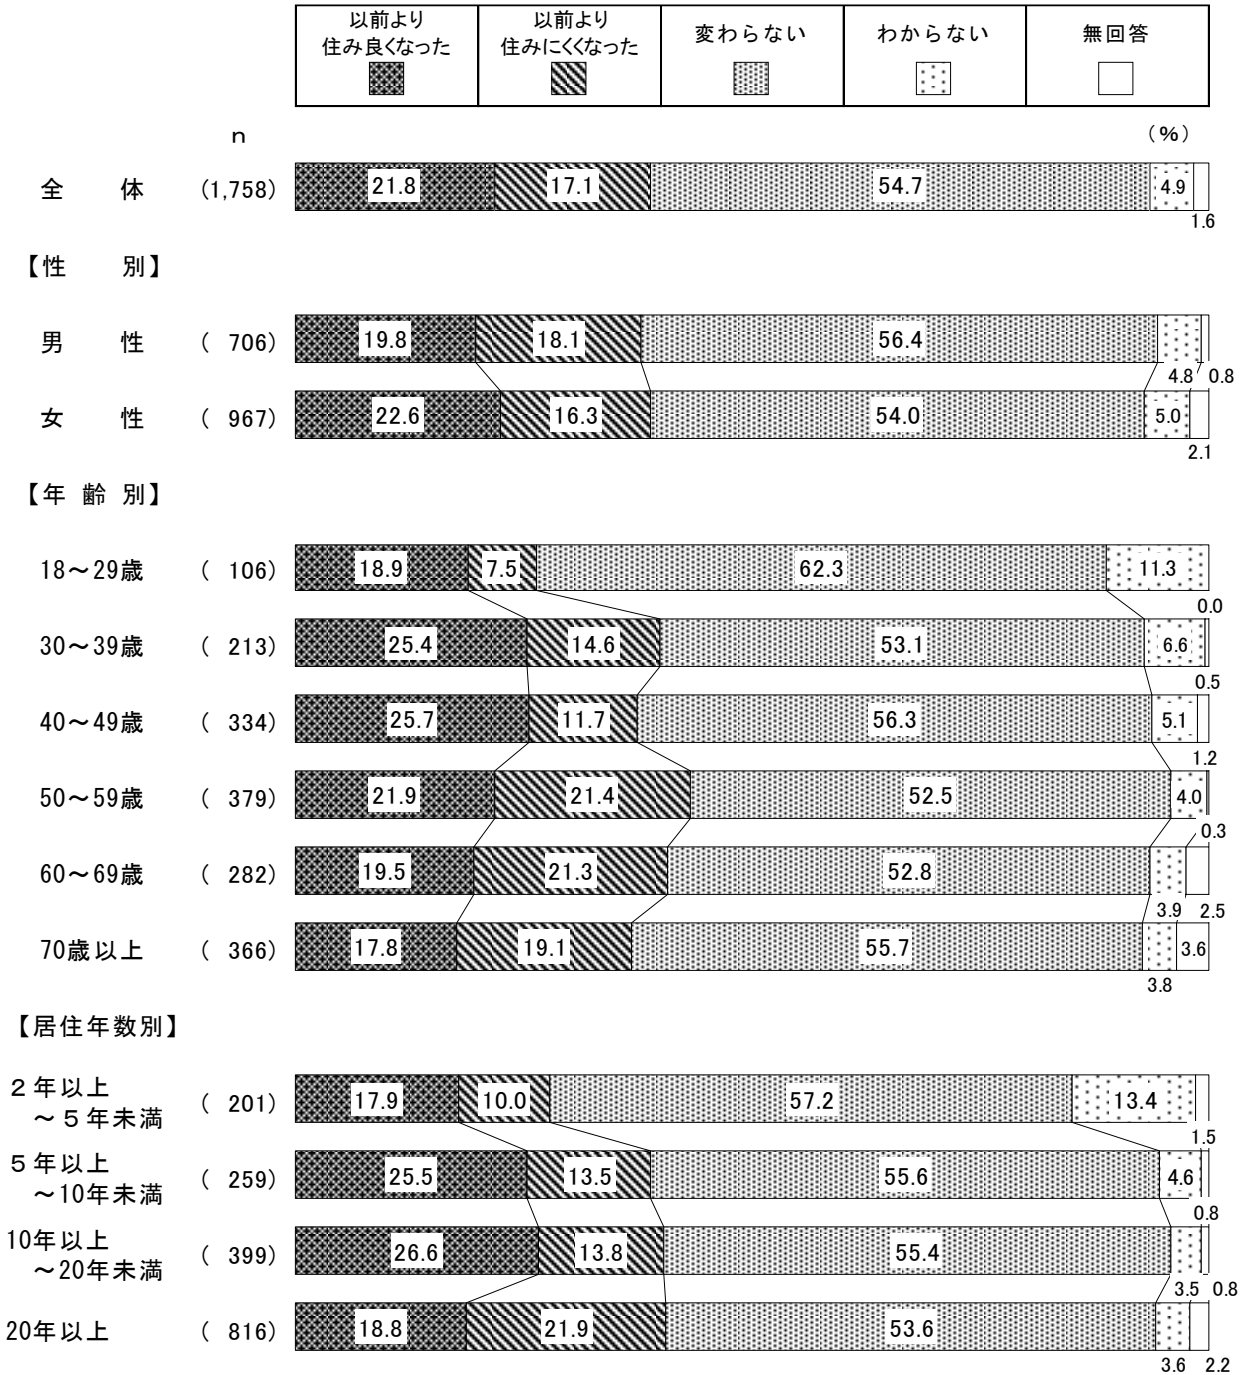 以前より
住み良くなった
以前より
住みにくくなった
変わらない
わからない
無回答
n
(%)
全 体 (1,758) 21.8 17.1 54.7 4.9
1.6
【性 別】
男 性 ( 706) 19.8 18.1 56.4
4.8 0.8
女 性 ( 967) 22.6 16.3 54.0 5.0
2.1
【年 齢 別】
18～29歳 ( 106) 18.9 7.5 62.3 11.3
0.0
30～39歳 ( 213) 25.4 14.6 53.1 6.6
0.5
40～49歳 ( 334) 25.7 11.7 56.3 5.1
1.2
50～59歳 ( 379) 21.9 21.4 52.5 4.0
0.3
60～69歳 ( 282) 19.5 21.3 52.8
3.9 2.5
70歳以上 ( 366) 17.8 19.1 55.7 3.6
3.8
【居住年数別】
２年以上
～５年未満 ( 201) 17.9 10.0 57.2 13.4
1.5
５年以上
～10年未満 ( 259) 25.5 13.5 55.6 4.6
0.8
10年以上
～20年未満 ( 399) 26.6 13.8 55.4
3.5 0.8
20年以上 ( 816) 18.8 21.9 53.6
3.6 2.2